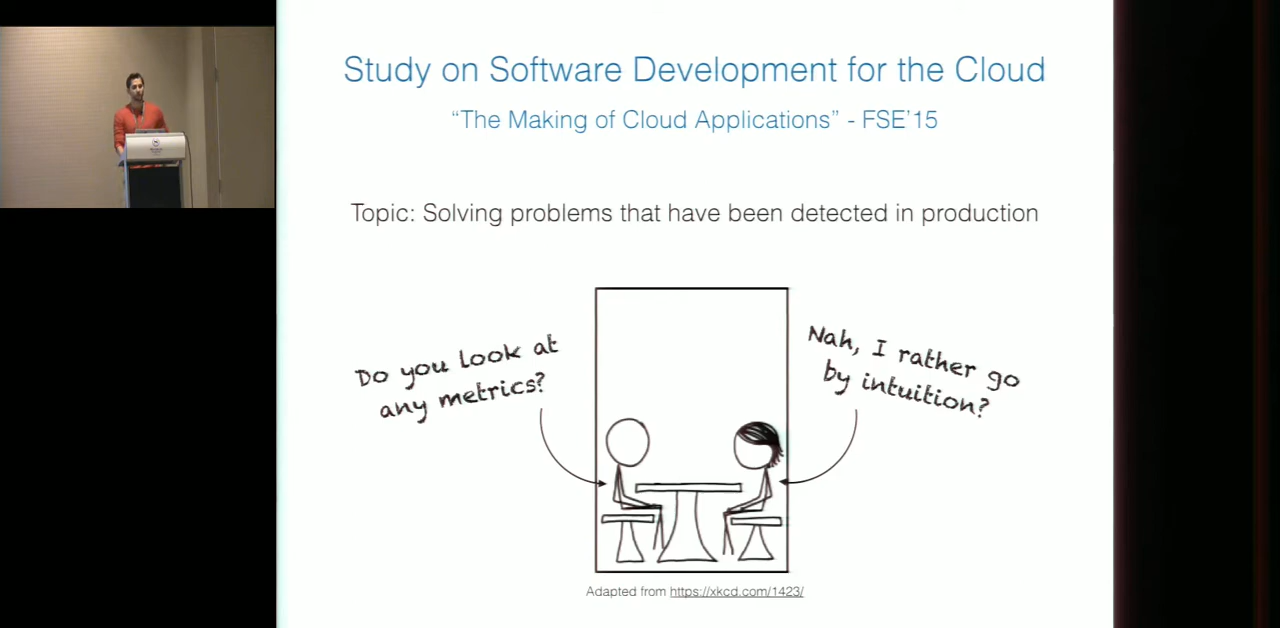 Study on Software Development for the Cloud
“The Making of Cloud Applications” - FSE’15
Topic: Solving problems that have been detected in production
Do you look at
any metrics?
Nah, I rather go
by intuition?
Adapted from https://xkcd.com/1423/